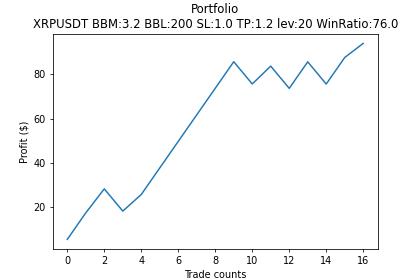 Portfolio
XRPUSDT BBM:3.2 BBL:200 SL:1.0 TP:1.2 lev:20 WinRatio:76.0
80
60
40
20
Profit ($)
0 2 4 6 8 10 12 14 16
Trade counts